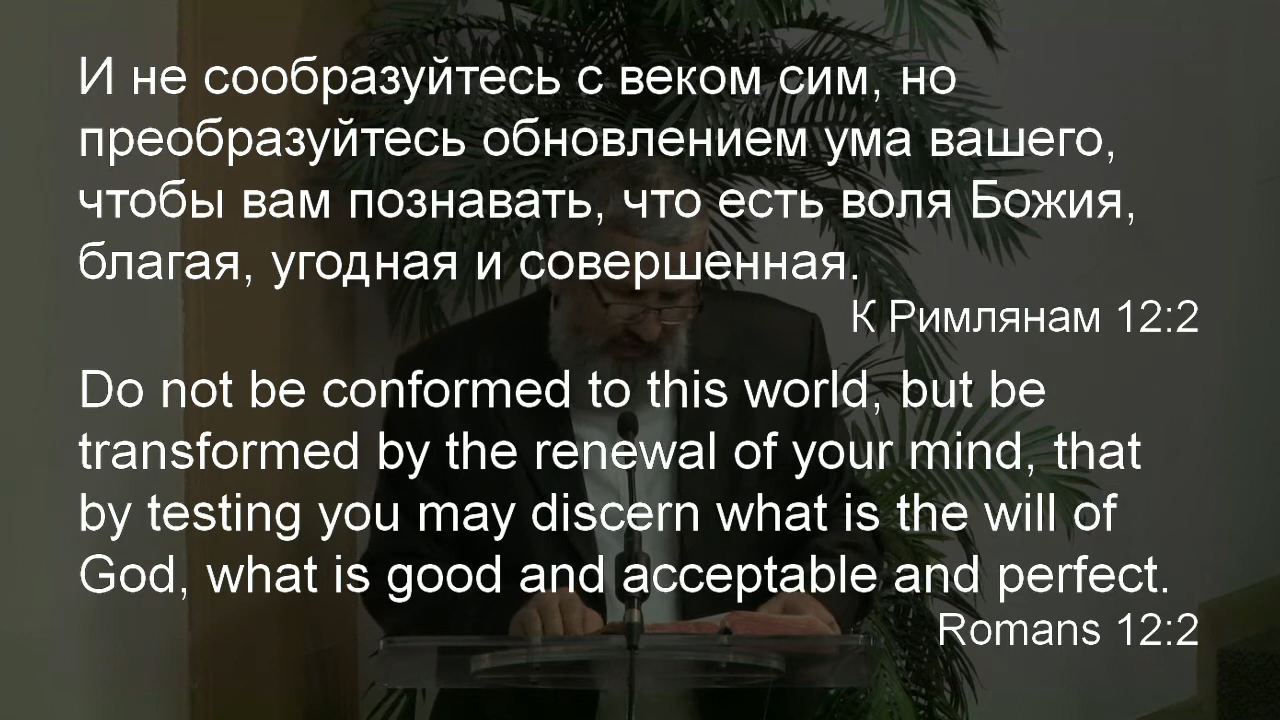 И не сообразуйтесь с веком сим, но
преобразуйтесь обновлением ума вашего,
чтобы вам познавать, что есть воля Божия,
благая, угодная и совершенная.
К Римлянам 12:2
Do not be conformed to this world, but be
transformed by the renewal of your mind, that
by testing you may discern what is the will of
God, what is good and acceptable and perfect.
Romans 12:2